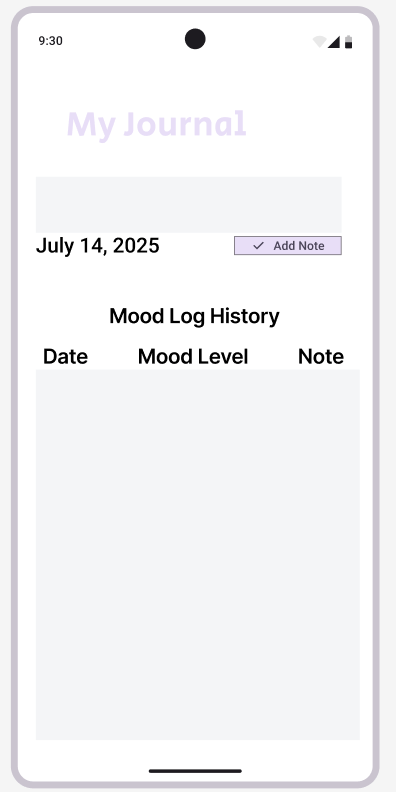 9:30
My Journal
July 14, 2025
Add Note
Mood Log History
Date Mood Level Note